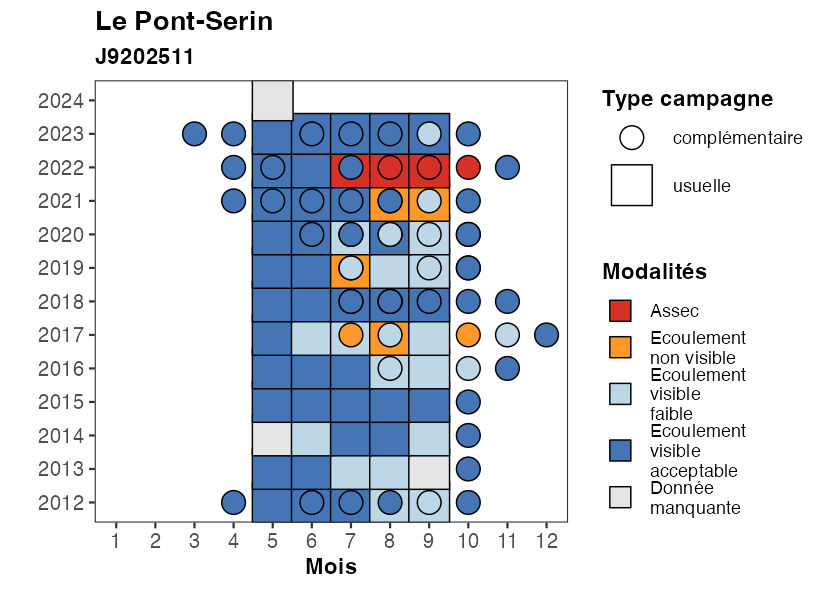 Le Pont-Serin
J9202511
2024
2023
2022
2021
2020
2019
2018
2017
2016
2015
2014
2013
2012
1 2 3 4 5 6 7 8 9 10 11 12
Mois
Type campagne
complémentaire
usuelle
Modalités
Assec
Ecoulement
non visible
Ecoulement
visible
faible
Ecoulement
visible
acceptable
Donnée
manquante